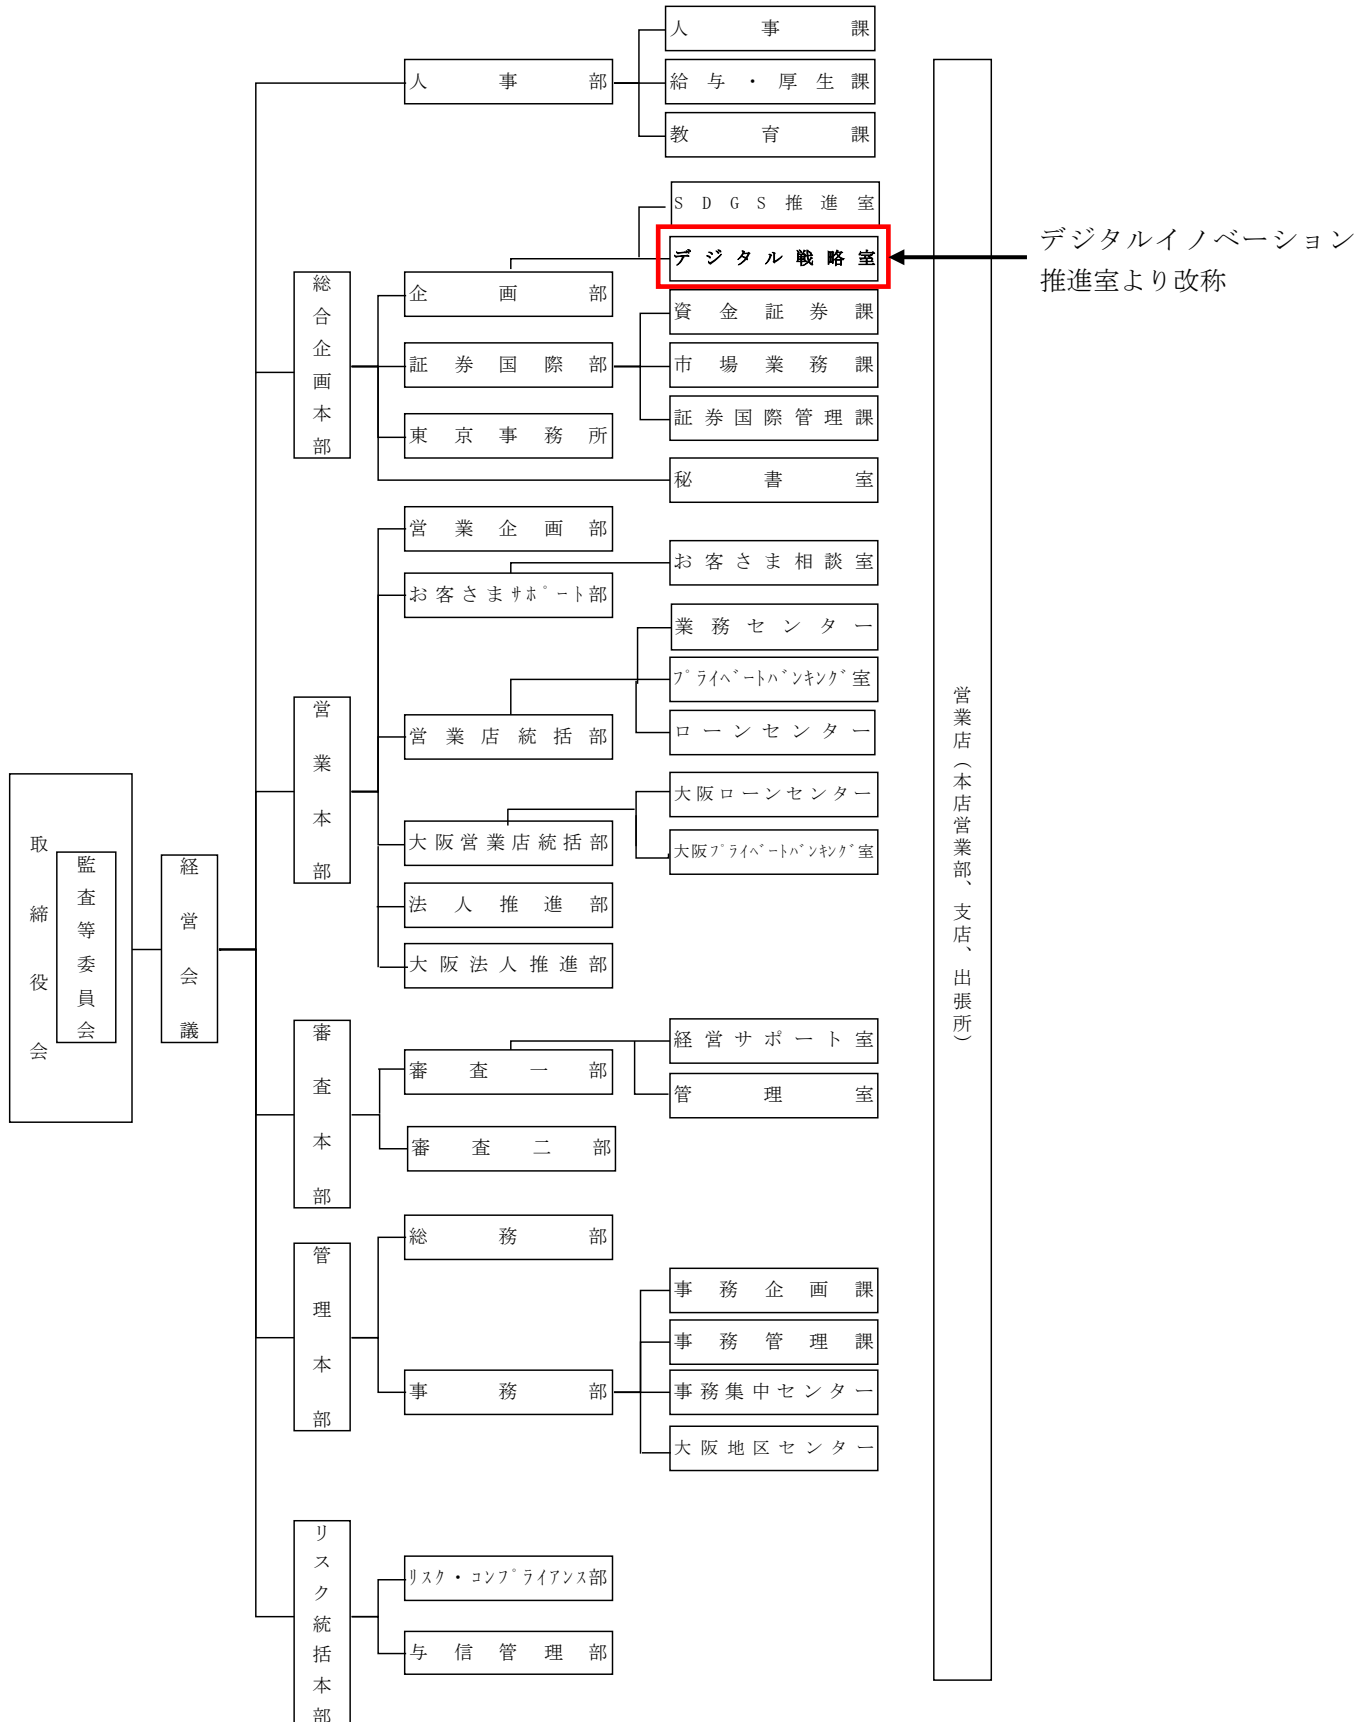 人事課
人事部
給与・厚生課
教育課
SDGS推進室
デジタル戦略室
デジタルイノベーション
推進室より改称
総合企画本部
企画部
資金証券課
証券国際部
市場業務課
証券国際管理課
東京事務所
秘書室
営業企画部
お客さま相談室
お客さまｻﾎﾟｰﾄ部
業務センター
ﾌﾟﾗｲﾍﾞｰﾄﾊﾞﾝｷﾝｸﾞ室
営業本部
営業店統括部
ローンセンター
大阪ローンセンター
大阪営業店統括部
大阪ﾌﾟﾗｲﾍﾞｰﾄﾊﾞﾝｷﾝｸﾞ室
法人推進部
大阪法人推進部
取締役会
監査等委員会
経営会議
営業店（本店営業部、支店、出張所）
審査本部
経営サポート室
審査一部
管理室
審査二部
管理本部
総務部
事務企画課
事務管理課
事務部
事務集中センター
大阪地区センター
リスク統括本部
ﾘｽｸ・ｺﾝﾌﾟﾗｲｱﾝｽ部
与信管理部